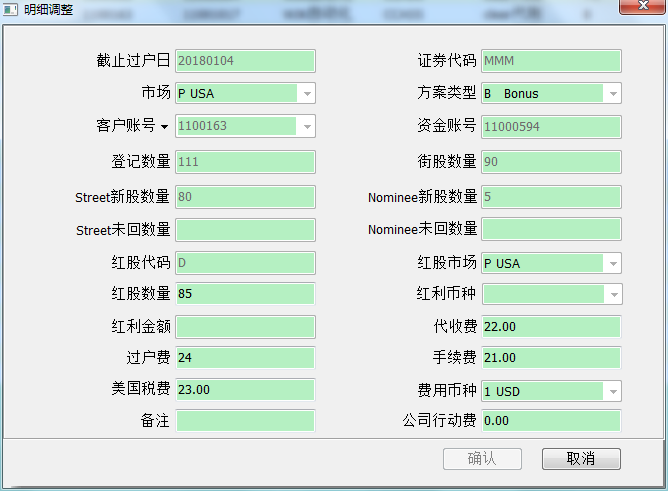 明细调整
截止过户日 20180104 证券代码 MMM
市场 P USA 方案类型 B Bonus
客户账号 1100163 资金账号 11000594
登记数量 111 街股数量 90
Street新股数量 80 Nominee新股数量 5
Street未回数量 Nominee未回数量
红股代码 D 红股市场 P USA
红股数量 85 红利币种
红利金额 代收费 22.00
过户费 24 手续费 21.00
美国税费 23.00 费用币种 1 USD
备注 公司行动费 0.00
确认 取消